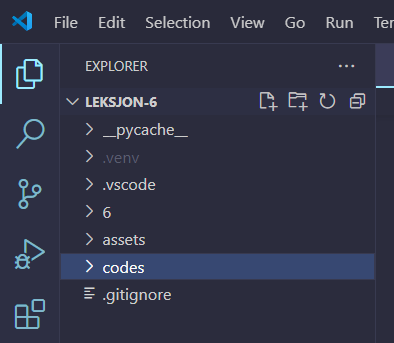 File Edit Selection View Go Run Ter
EXPLORER ...
LEKSJON-6
__pycache__
.venv
.vscode
6
assets
codes
.gitignore